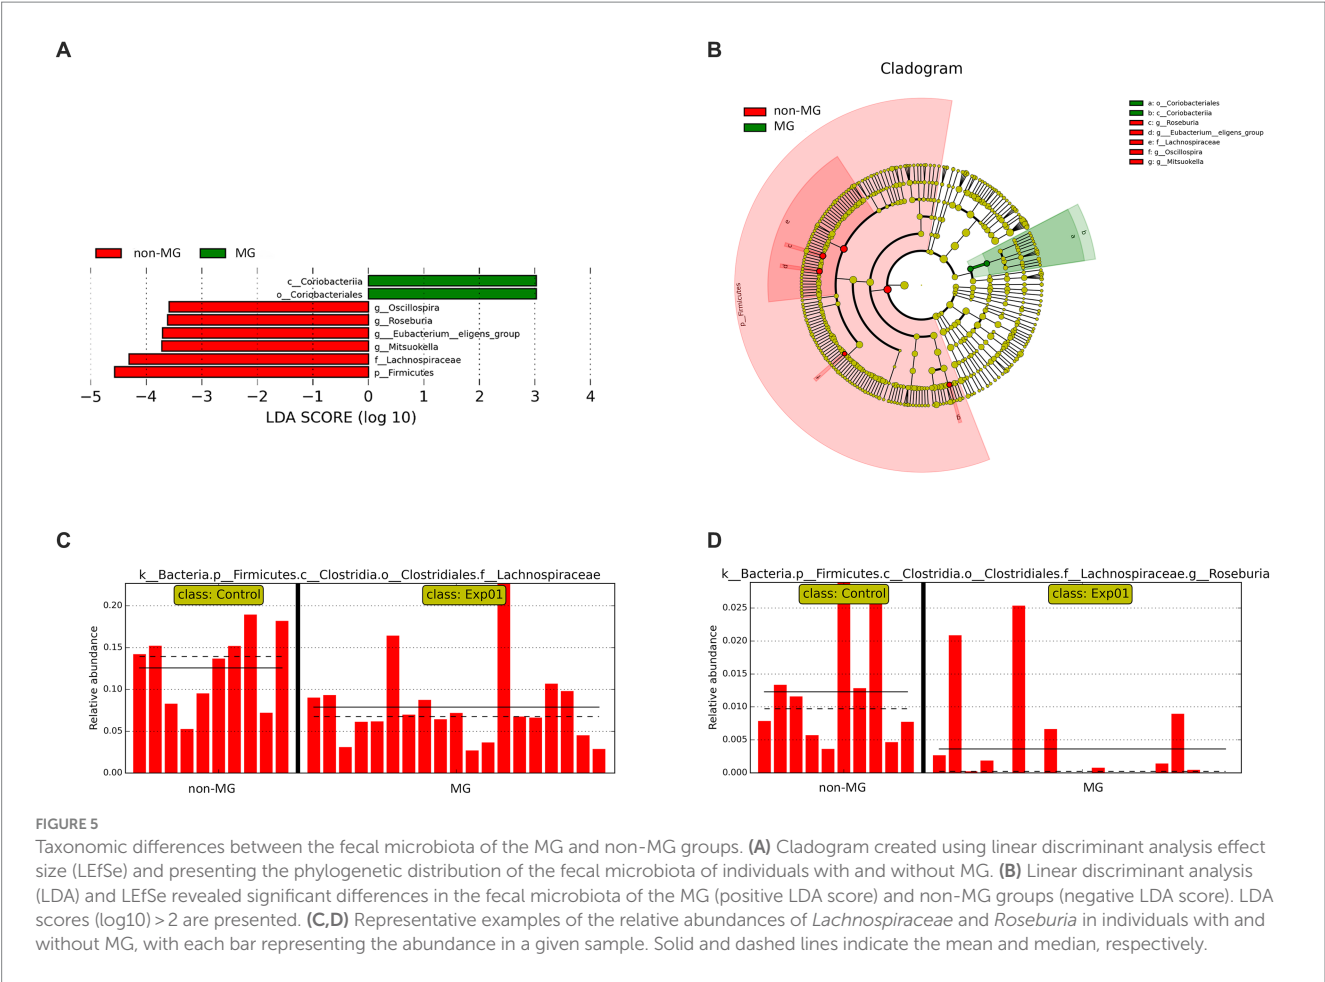 A
non-MG
MG
c__Coriobacteriia
o__Coriobacteriales
g__Oscillospira
g__Roseburia
g___Eubacterium__eligens_group
g__Mitsuokella
f__Lachnospiraceae
p__Firmicutes
−5 −4 −3 −2 −1 0 1 2 3 4
LDA SCORE (log 10)
B
Cladogram
non-MG
MG
a: o__Coriobacteriales
b: c__Coriobacteriia
c: g__Roseburia
d: g___Eubacterium__eligens_group
e: f__Lachnospiraceae
f: g__Oscillospira
g: g__Mitsuokella
e
c
d
p__Firmicutes
a
b
C
k__Bacteria.p__Firmicutes.c__Clostridia.o__Clostridiales.f__Lachnospiraceae
class: Control
class: Exp01
Relative abundance
0.20
0.15
0.10
0.05
0.00
non-MG
MG
D
k__Bacteria.p__Firmicutes.c__Clostridia.o__Clostridiales.f__Lachnospiraceae.g__Roseburia
class: Control
class: Exp01
Relative abundance
0.025
0.020
0.015
0.010
0.005
0.000
non-MG
MG
FIGURE 5
Taxonomic differences between the fecal microbiota of the MG and non-MG groups. (A) Cladogram created using linear discriminant analysis effect
size (LEfSe) and presenting the phylogenetic distribution of the fecal microbiota of individuals with and without MG. (B) Linear discriminant analysis
(LDA) and LEfSe revealed significant differences in the fecal microbiota of the MG (positive LDA score) and non-MG groups (negative LDA score). LDA
scores (log10) > 2 are presented. (C,D) Representative examples of the relative abundances of Lachnospiraceae and Roseburia in individuals with and
without MG, with each bar representing the abundance in a given sample. Solid and dashed lines indicate the mean and median, respectively.